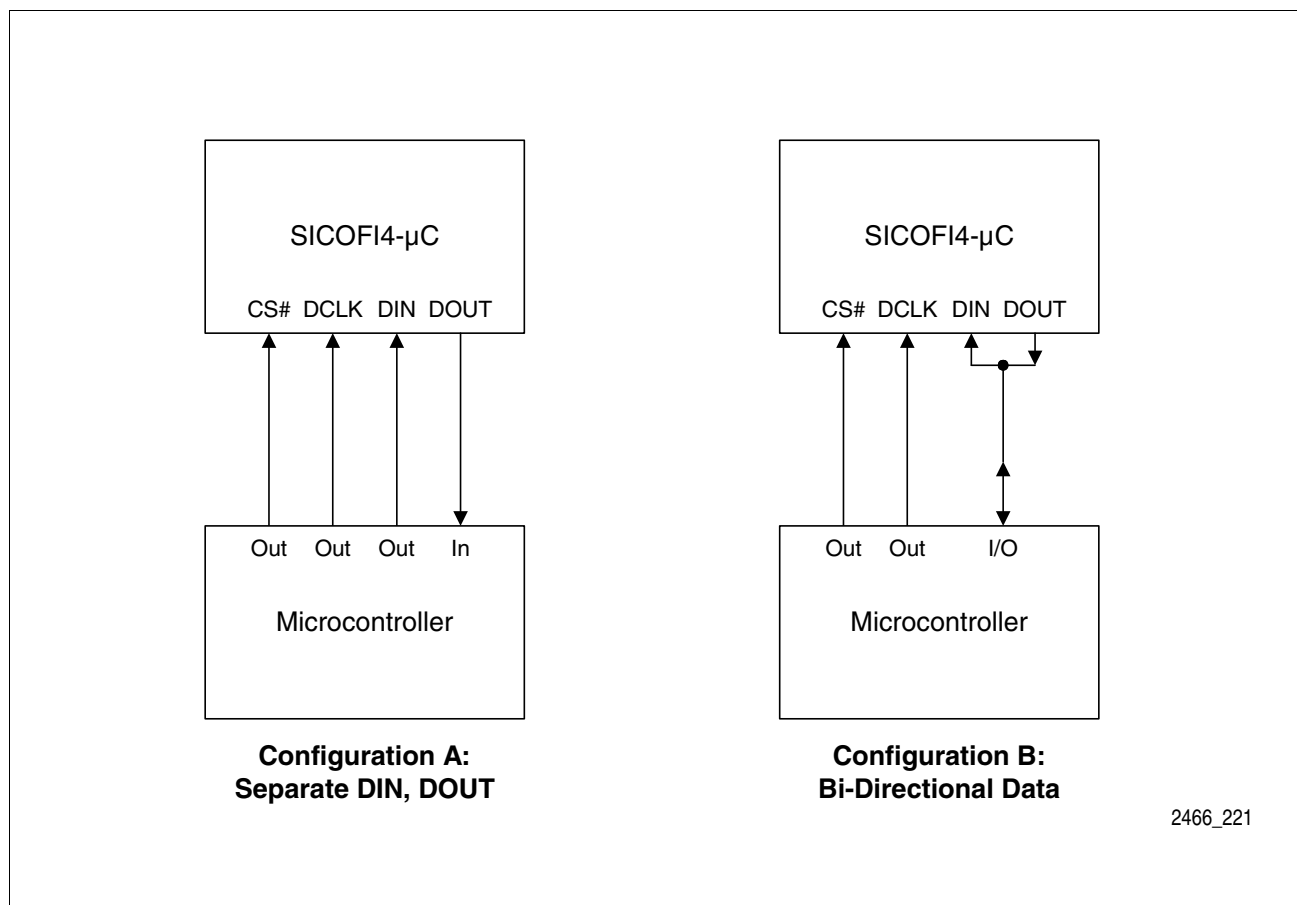 SICOFI4-µC
CS# DCLK DIN DOUT
Out Out Out In
Microcontroller
Configuration A:
Separate DIN, DOUT
SICOFI4-µC
CS# DCLK DIN DOUT
Out Out I/O
Microcontroller
Configuration B:
Bi-Directional Data
2466_221